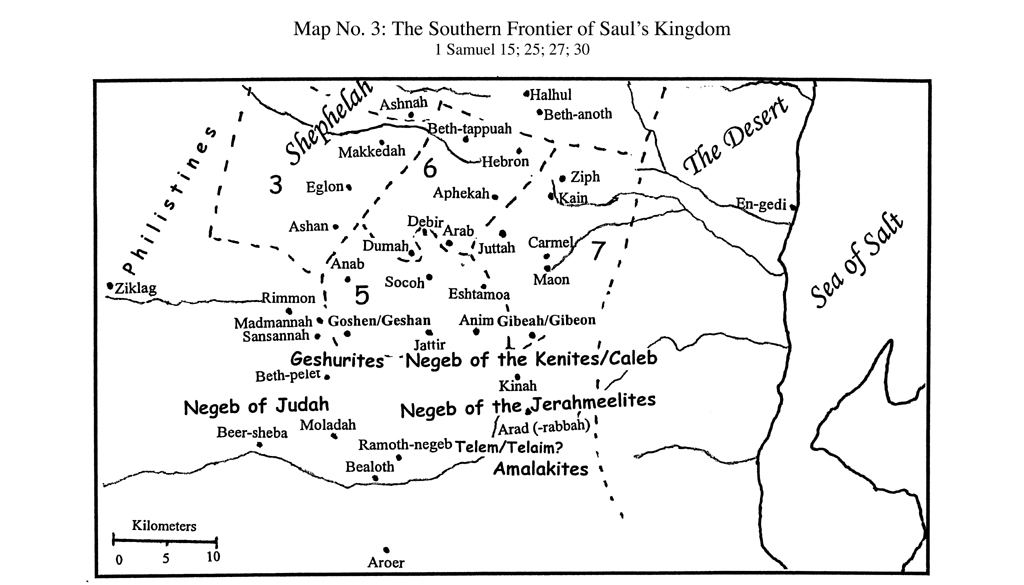 Map No. 3: The Southern Frontier of Saul's Kingdom
1 Samuel 15; 25; 27; 30
Shephelah
Ashnah
Halhul
Beth-anoth
The Desert
Philistines
Beth-tappuah
Makkedah
Hebron
6
3
Eglon
Aphekah
Ziph
Kain
En-gedi
Sea of Salt
Ashan
Debir
Arab
Dumah
Juttah
Carmel
7
Anab
Maon
Ziklag
5
Socoh
Eshtamoa
Rimmon
Madmannah
Goshen/Geshan
Anim
Gibeah/Gibeon
Sansannah
Jattir
Geshurites
Negeb of the Kenites/Caleb
Beth-pelet
Kinah
Negeb of Judah
Negeb of the Jerahmeelites
Beer-sheba
Moladah
Arad (-rabbah)
Ramoth-negeb
Telem/Telaim?
Bealoth
Amalakites
Kilometers
0 5 10
Aroer